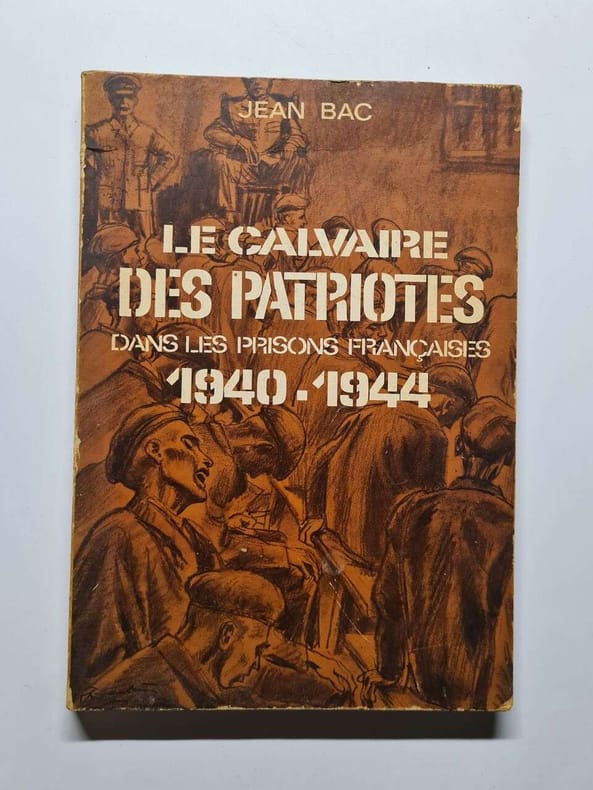 JEAN BAC
LE CALVAIRE
DES PATRIOTES
DANS LES PRISONS FRANÇAISES
1940-1944